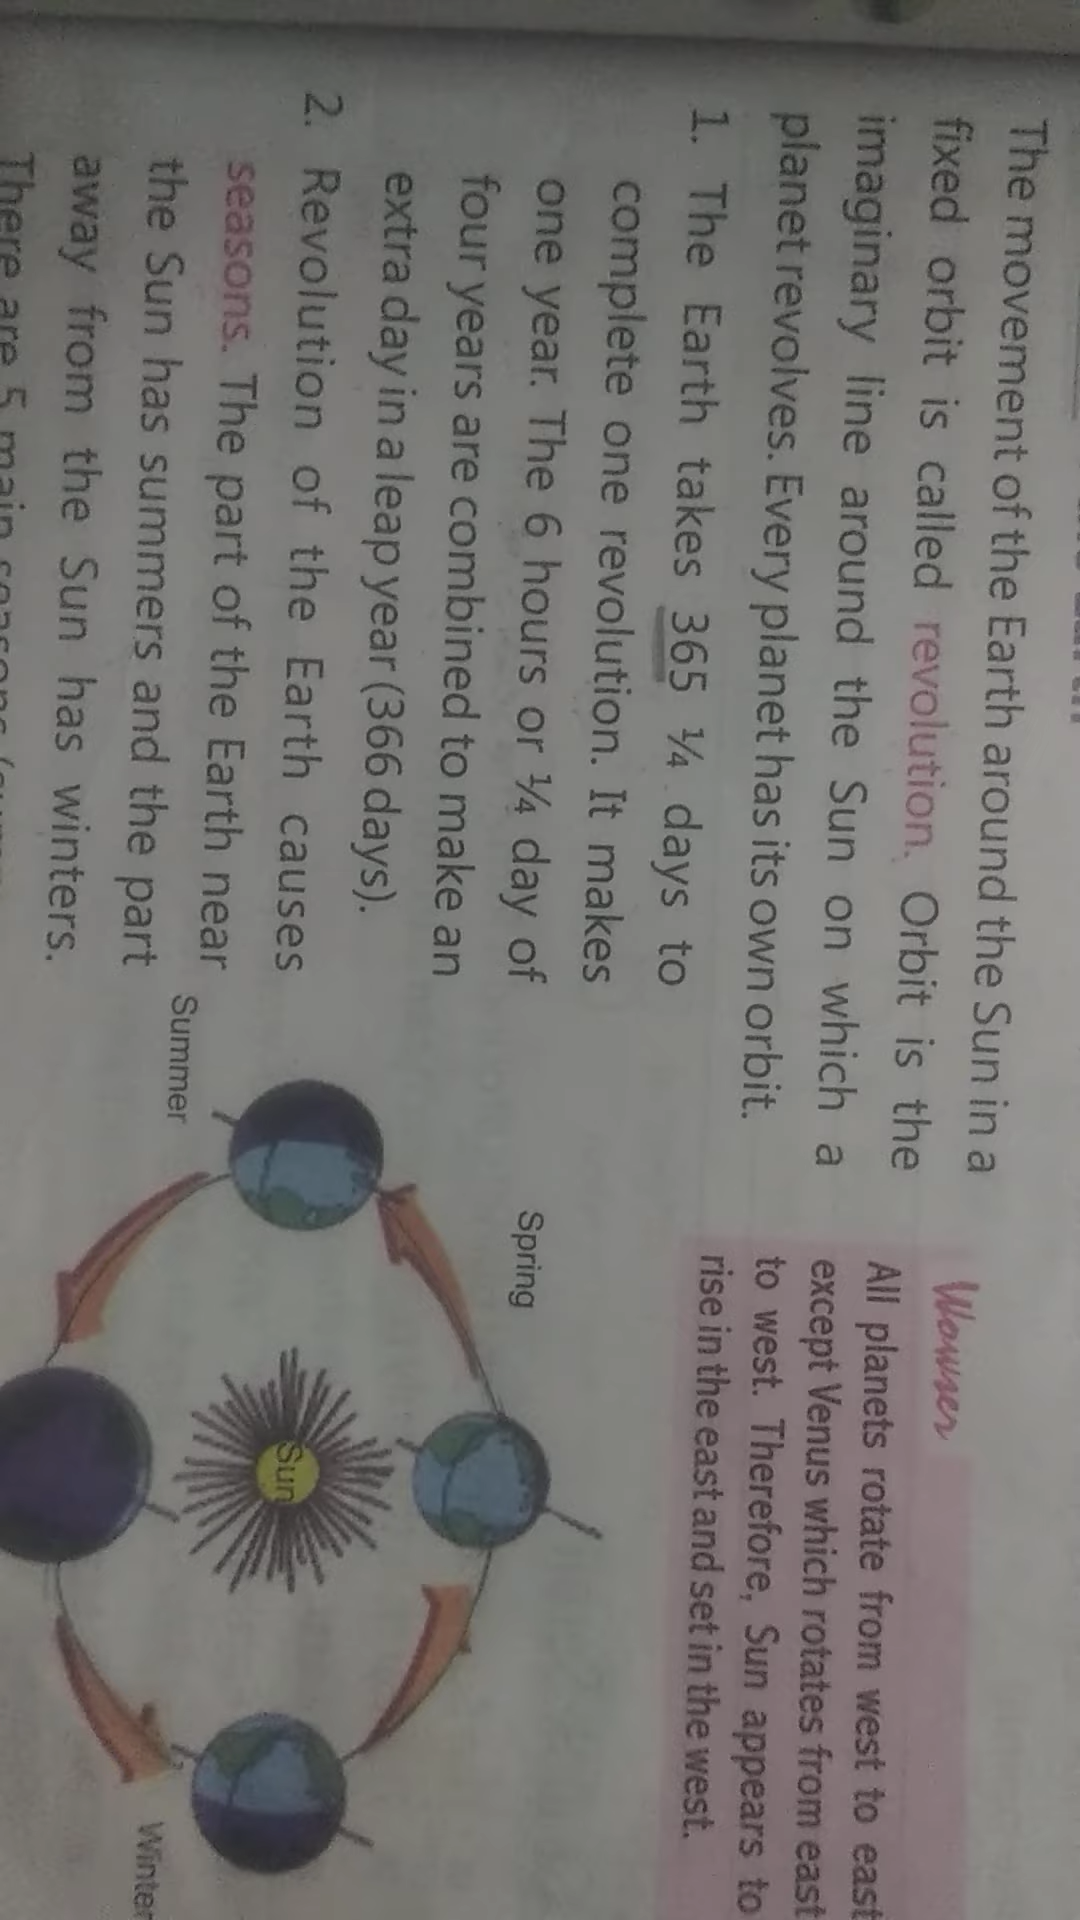 The movement of the Earth around the Sun in a
fixed orbit is called revolution. Orbit is the
imaginary line around the Sun on which a
planet revolves. Every planet has its own orbit.
1. The Earth takes 365 ¼ days to
complete one revolution. It makes
one year. The 6 hours or ¼ day of
four years are combined to make an
extra day in a leap year (366 days).
2. Revolution of the Earth causes
seasons. The part of the Earth near
the Sun has summers and the part
away from the Sun has winters.
There are 5 main seasons
Wowser
All planets rotate from west to east
except Venus which rotates from east
to west. Therefore, Sun appears to
rise in the east and set in the west.
Spring
Summer
Sun
Winter